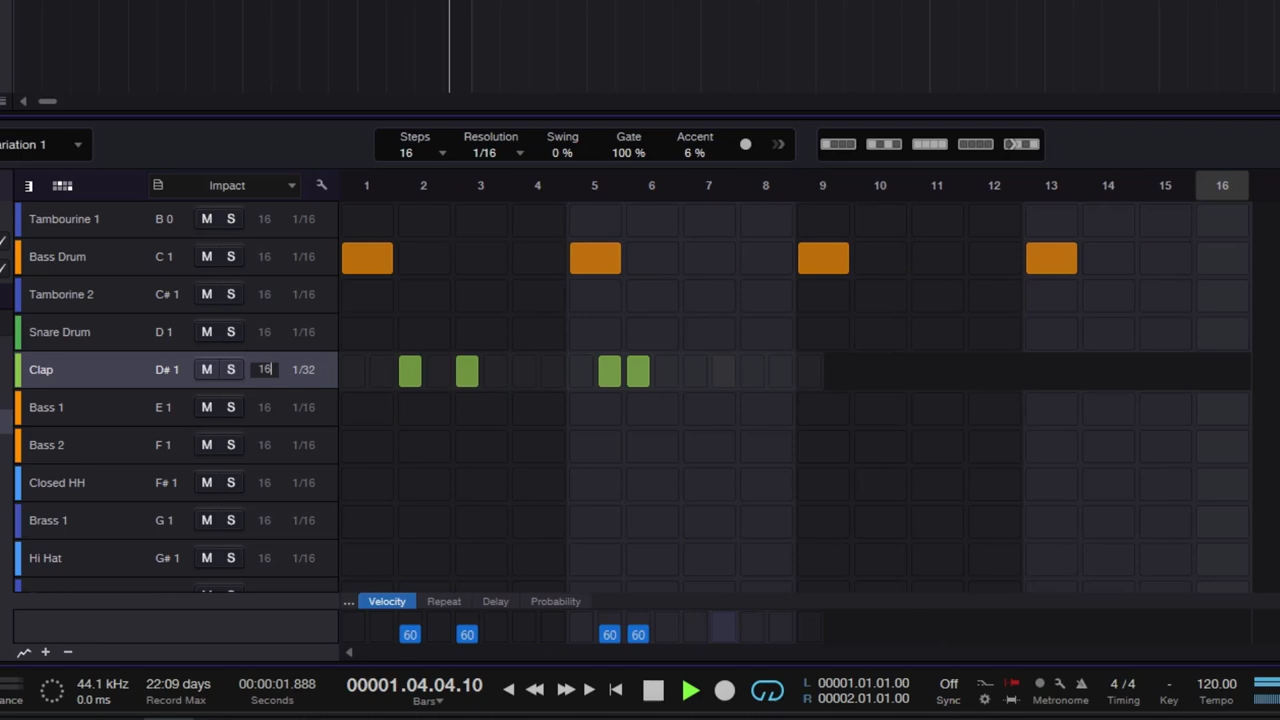 ariation 1
Steps Resolution Swing Gate Accent
16 1/16 0 % 100 % 6 %
Impact 1 2 3 4 5 6 7 8 9 10 11 12 13 14 15 16
Tambourine 1 B 0 M S 16 1/16
Bass Drum C 1 M S 16 1/16
Tamborine 2 C# 1 M S 16 1/16
Snare Drum D 1 M S 16 1/16
Clap D# 1 M S 16 1/32
Bass 1 E 1 M S 16 1/16
Bass 2 F 1 M S 16 1/16
Closed HH F# 1 M S 16 1/16
Brass 1 G 1 M S 16 1/16
Hi Hat G# 1 M S 16 1/16
... Velocity Repeat Delay Probability
60 60 60 60
44.1 kHz 22:09 days 00:00:01.888 00001.04.04.10 L 00001.01.01.00 Off 4 / 4 - 120.00
ance 0.0 ms Record Max Seconds Bars R 00002.01.01.00 Sync Metronome Timing Key Tempo